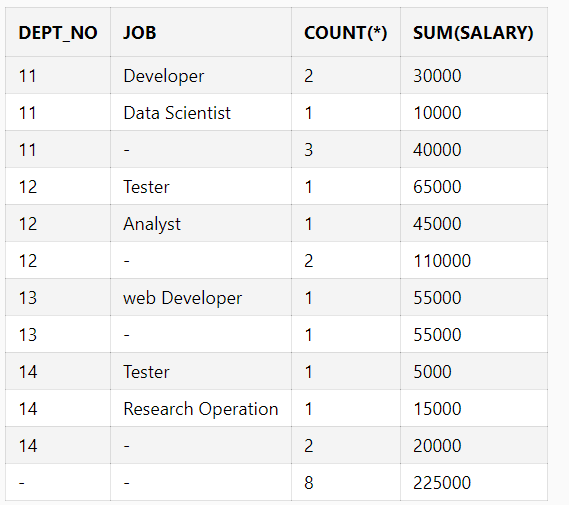 DEPT_NO JOB COUNT(*) SUM(SALARY)
11 Developer 2 30000
11 Data Scientist 1 10000
11 - 3 40000
12 Tester 1 65000
12 Analyst 1 45000
12 - 2 110000
13 web Developer 1 55000
13 - 1 55000
14 Tester 1 5000
14 Research Operation 1 15000
14 - 2 20000
- - 8 225000